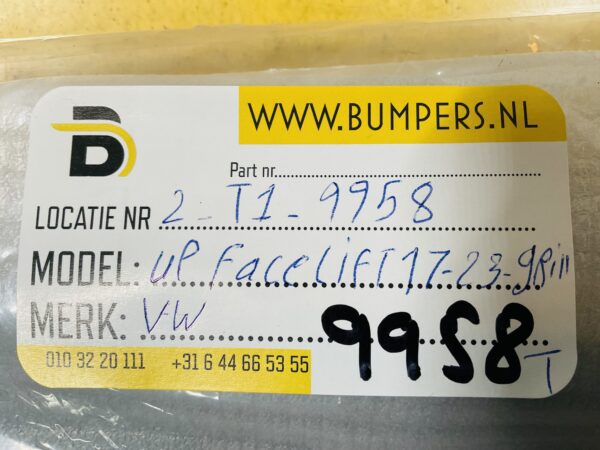 WWW.BUMPERS.NL
Part nr
LOCATIE NR 2-T1-9958
MODEL: UP FaceLIFT 17-23-9Pin
MERK: VW
9958 T
010 32 20 111 +31 6 44 66 53 55